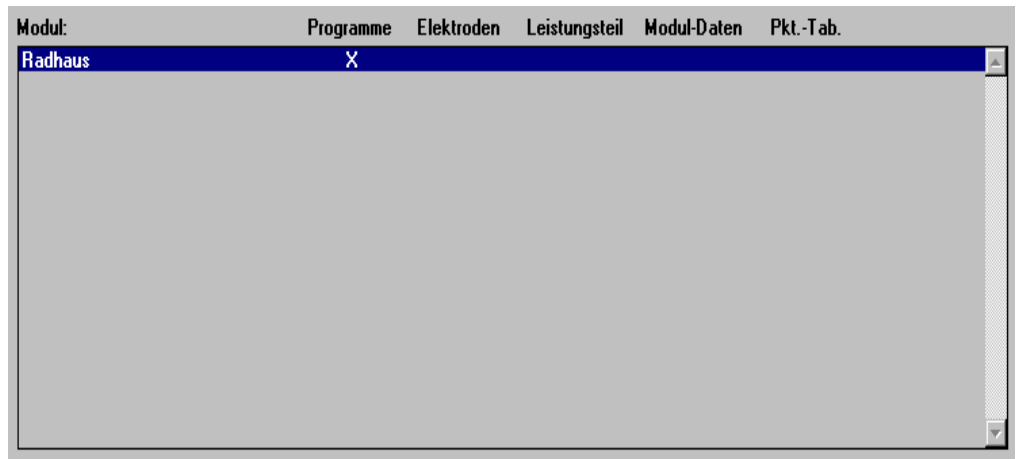 Modul: Programme Elektroden Leistungsteil Modul-Daten Pkt.-Tab.
Radhaus X